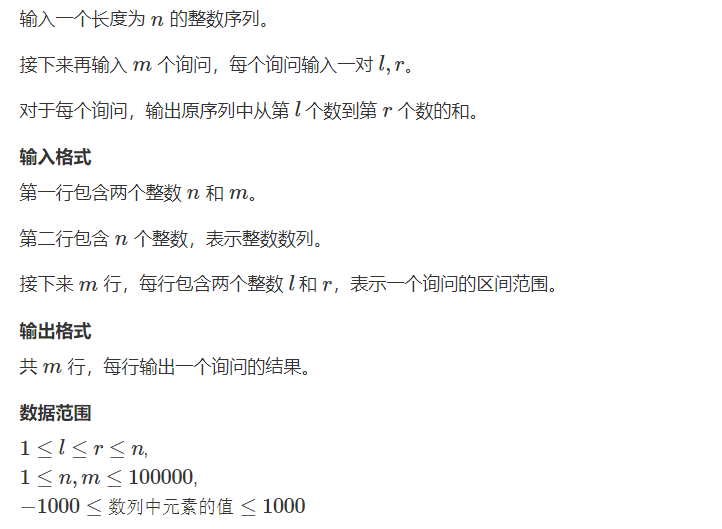 输入一个长度为 n 的整数序列。
接下来再输入 m 个询问，每个询问输入一对 l, r。
对于每个询问，输出原序列中从第 l 个数到第 r 个数的和。
输入格式
第一行包含两个整数 n 和 m。
第二行包含 n 个整数，表示整数数列。
接下来 m 行，每行包含两个整数 l 和 r，表示一个询问的区间范围。
输出格式
共 m 行，每行输出一个询问的结果。
数据范围
1 ≤ l ≤ r ≤ n,
1 ≤ n, m ≤ 100000,
−1000 ≤ 数列中元素的值 ≤ 1000